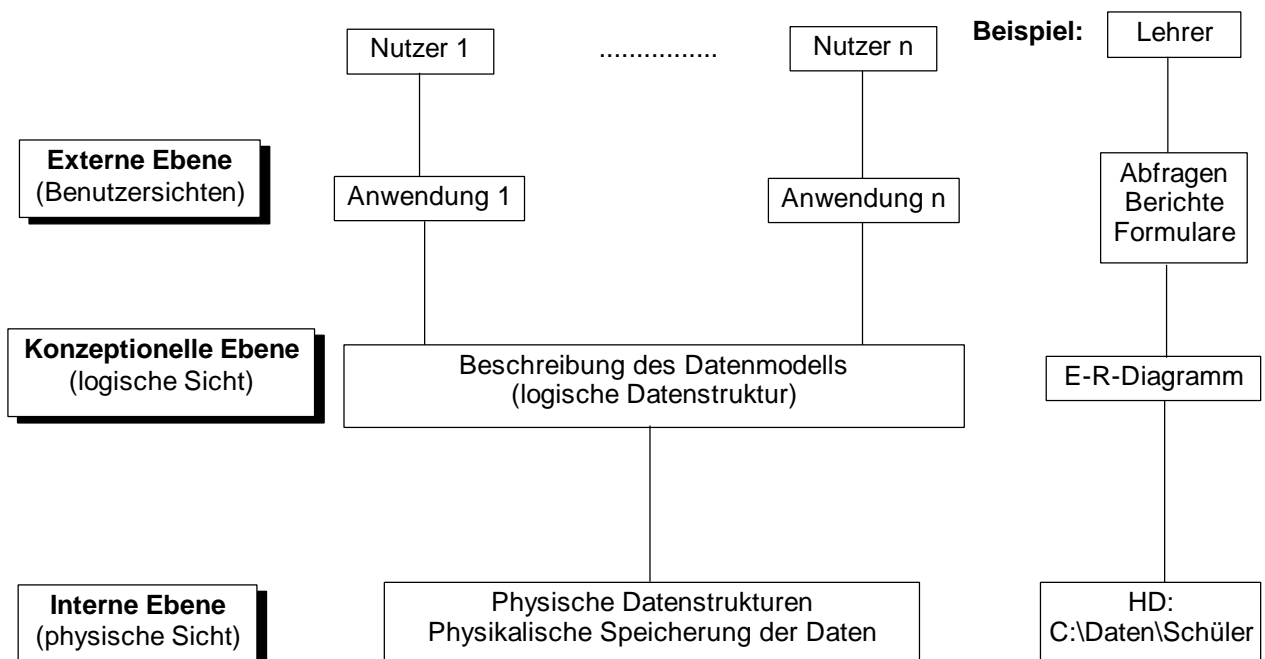 Nutzer 1
................
Nutzer n
Beispiel:
Lehrer
Externe Ebene
(Benutzersichten)
Anwendung 1
Anwendung n
Abfragen
Berichte
Formulare
Konzeptionelle Ebene
(logische Sicht)
Beschreibung des Datenmodells
(logische Datenstruktur)
E-R-Diagramm
Interne Ebene
(physische Sicht)
Physische Datenstrukturen
Physikalische Speicherung der Daten
HD:
C:\Daten\Schüler